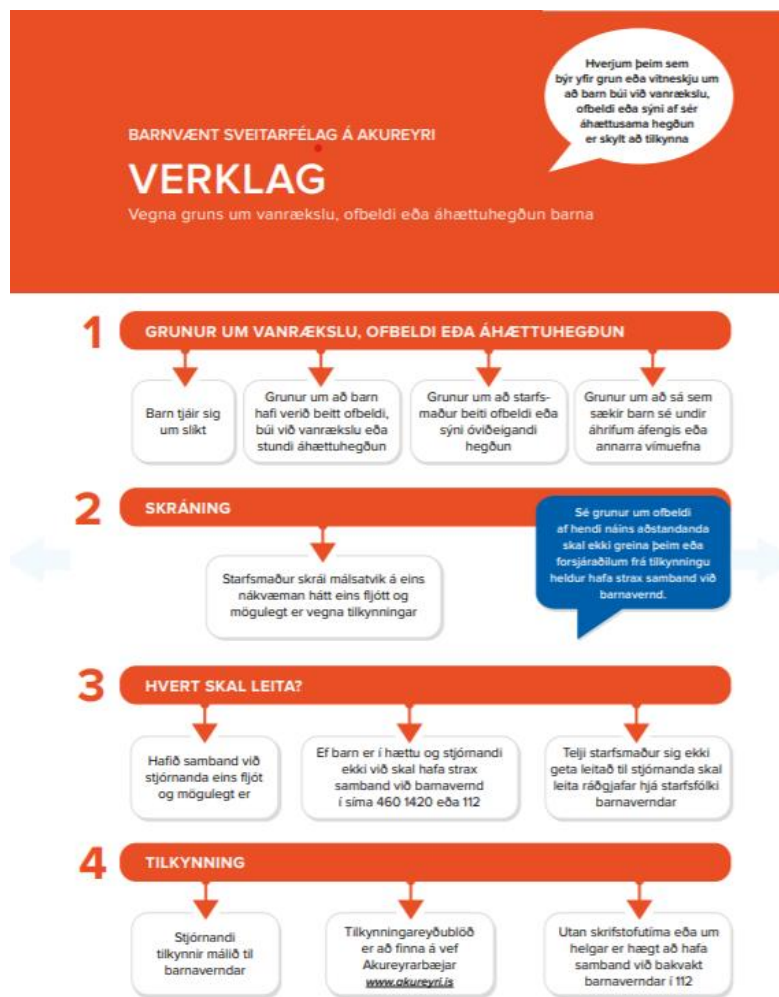 Hverjum þeim sem
býr yfir grun eða vitneskju um
að barn búi við vanrækslu,
ofbeldi eða sýni af sér
áhættusama hegðun
er skylt að tilkynna
BARNVÆNT SVEITARFÉLAG Á AKUREYRI
VERKLAG
Vegna gruns um vanrækslu, ofbeldi eða áhættuhegðun barna
1 GRUNUR UM VANRÆKSLU, OFBELDI EÐA ÁHÆTTUHEGÐUN
Barn tjáir sig
um slíkt
Grunur um að barn
hafi verið beitt ofbeldi,
búi við vanrækslu eða
stundi áhættuhegðun
Grunur um að starfs-
maður beiti ofbeldi eða
sýni óviðeigandi
hegðun
Grunur um að sá sem
sækir barn sé undir
áhrifum áfengis eða
annarra vímuefna
2 SKRÁNING
Starfsmaður skrái málsatvik á eins
nákvæman hátt eins fljótt og
mögulegt er vegna tilkynningar
Sé grunur um ofbeldi
af hendi náins aðstandanda
skal ekki greina þeim eða
forsjáraðilum frá tilkynningu
heldur hafa strax samband við
barnavernd.
3 HVERT SKAL LEITA?
Hafið samband við
stjórnanda eins fljót
og mögulegt er
Ef barn er í hættu og stjórnandi
ekki við skal hafa strax
samband við barnavernd
í síma 460 1420 eða 112
Telji starfsmaður sig ekki
geta leitað til stjórnanda skal
leita ráðgjafar hjá starfsfólki
barnaverndar
4 TILKYNNING
Stjórnandi
tilkynnir málið til
barnaverndar
Tilkynningareyðublöð
er að finna á vef
Akureyrarbæjar
www.akureyri.is
Utan skrifstofutíma eða um
helgar er hægt að hafa
samband við bakvakt
barnaverndar í 112